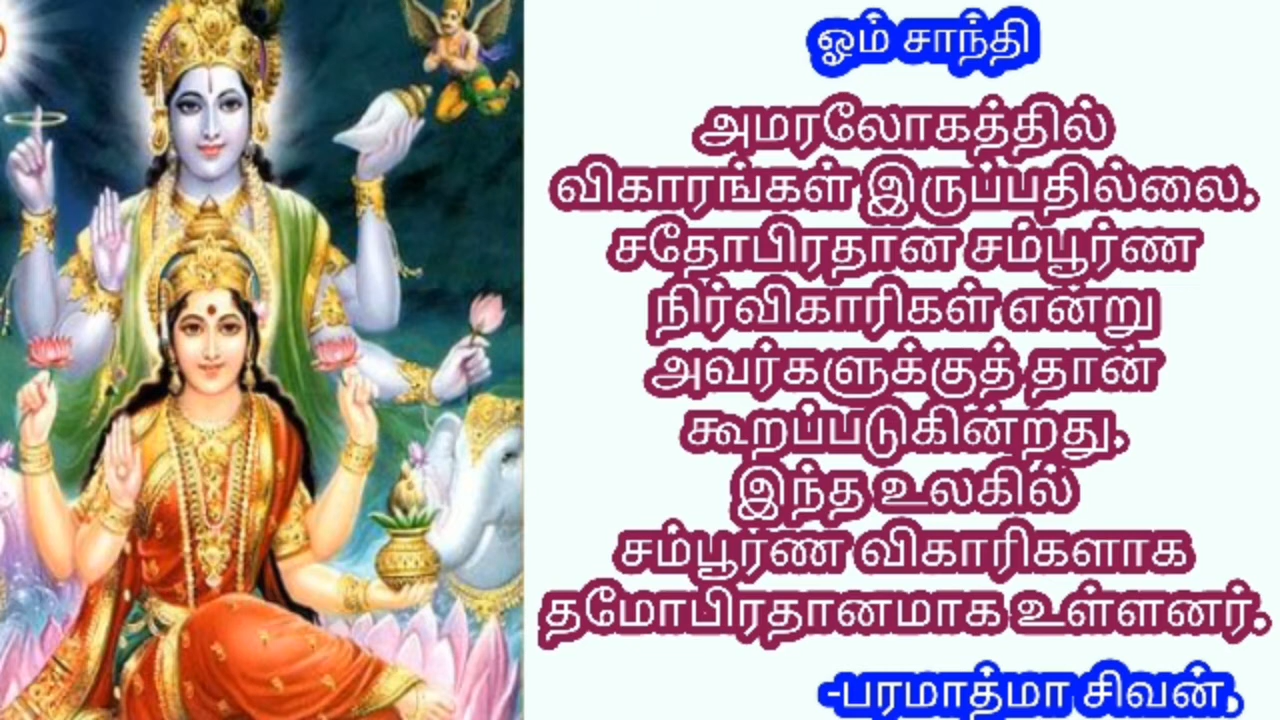 ஓம் சாந்தி
அமரலோகத்தில்
விகாரங்கள் இருப்பதில்லை,
சதோபிரதான சம்பூர்ண
நிர்விகாரிகள் என்று
அவர்களுக்குத் தான்
கூறப்படுகின்றது,
இந்த உலகில்
சம்பூர்ண விகாரிகளாக
தமோபிரதானமாக உள்ளனர்.
-பரமாத்மா சிவன்,